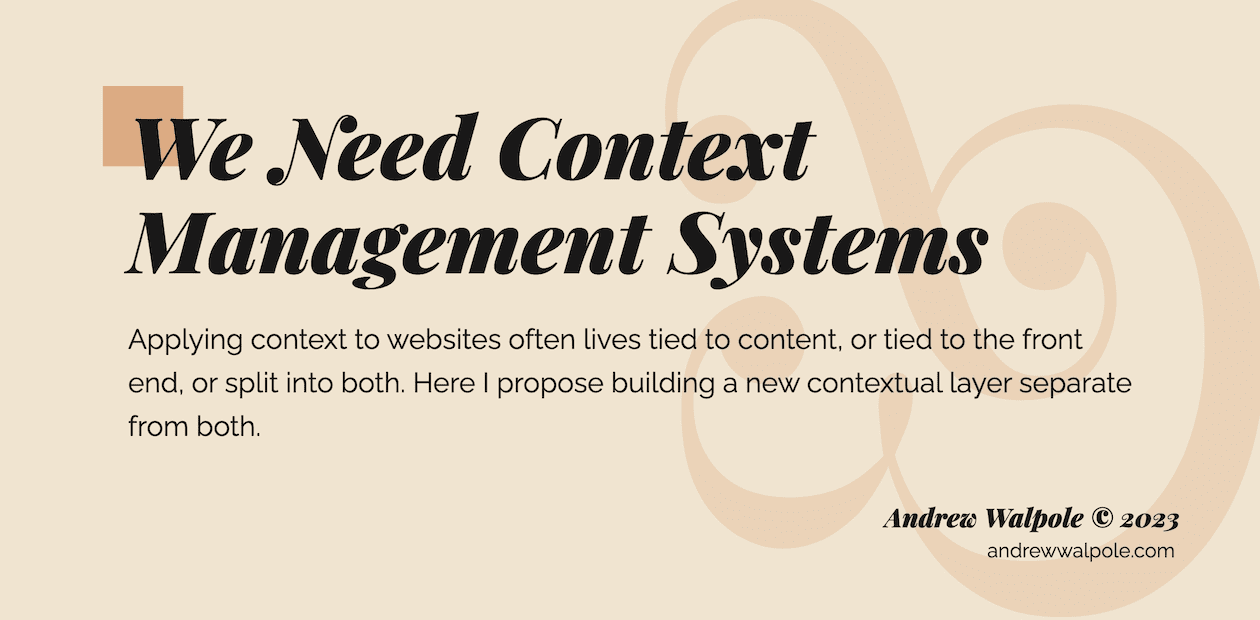 We Need Context
Management Systems
Applying context to websites often lives tied to content, or tied to the front
end, or split into both. Here I propose building a new contextual layer separate
from both.
Andrew Walpole © 2023
andrewwalpole.com